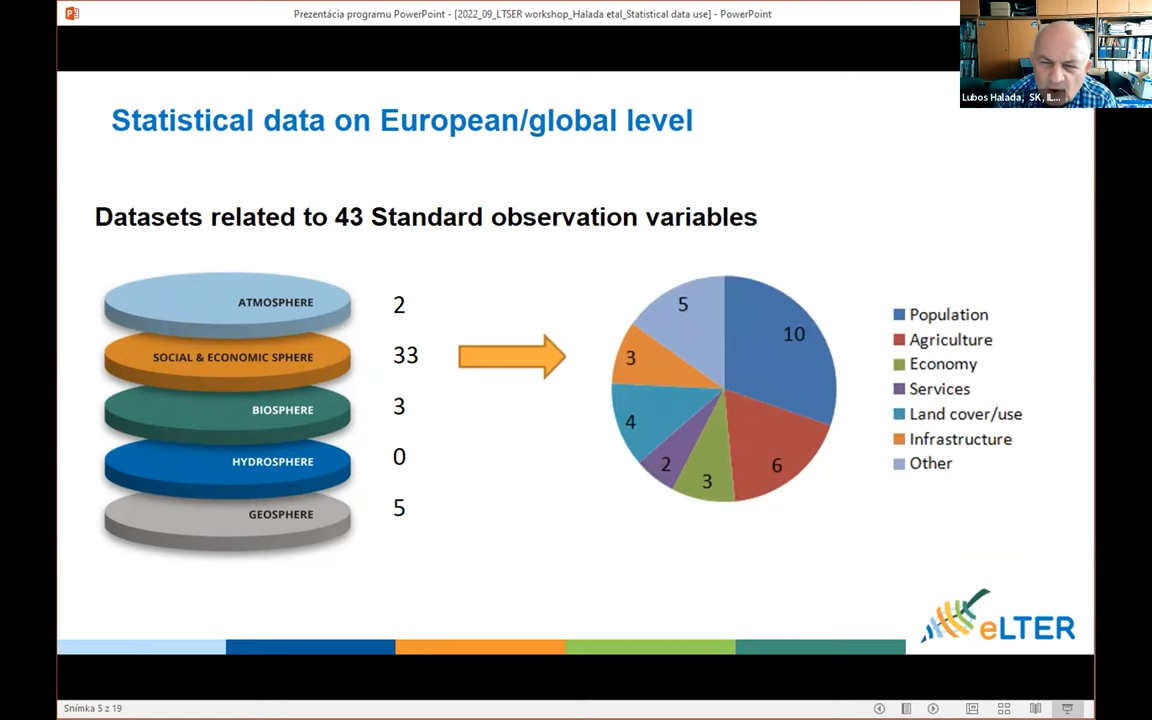 Prezentácia programu PowerPoint - [2022_09_LTSER workshop_Halada etal_Statistical data use] - PowerPoint
Lubos Halada, SK, IL...
Statistical data on European/global level
Datasets related to 43 Standard observation variables
ATMOSPHERE 2
SOCIAL & ECONOMIC SPHERE 33
BIOSPHERE 3
HYDROSPHERE 0
GEOSPHERE 5
10
6
3
2
4
3
5
Population
Agriculture
Economy
Services
Land cover/use
Infrastructure
Other
eLTER
Snímka 5 z 19